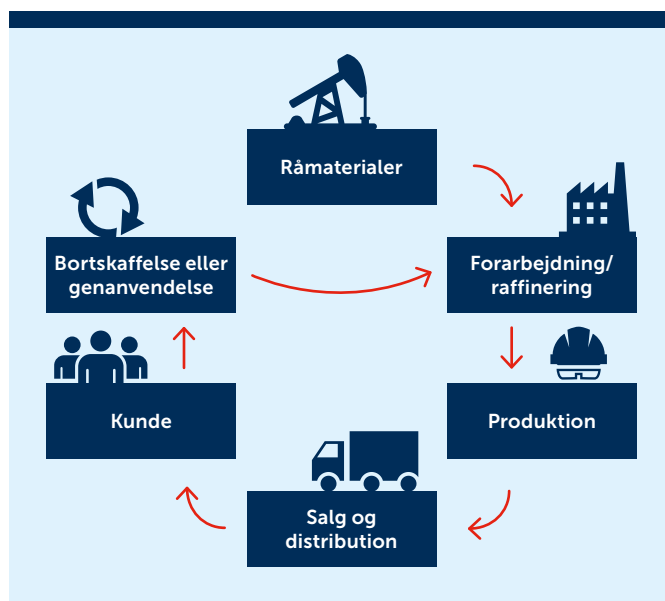 Råmaterialer
Forarbejdning/
raffinering
Produktion
Salg og
distribution
Kunde
Bortskaffelse eller
genanvendelse